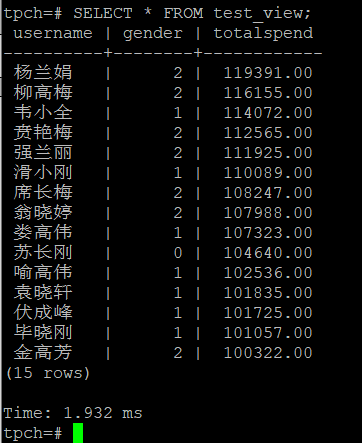 tpch=# SELECT * FROM test_view;
username | gender | totalspend
----------+--------+------------
杨兰娟 | 2 | 119391.00
柳高梅 | 2 | 116155.00
韦小全 | 1 | 114072.00
贲艳梅 | 2 | 112565.00
强兰丽 | 2 | 111925.00
滑小刚 | 1 | 110089.00
席长梅 | 2 | 108247.00
翁晓婷 | 2 | 107988.00
娄高伟 | 1 | 107323.00
苏长刚 | 0 | 104640.00
喻高伟 | 1 | 102536.00
袁晓轩 | 1 | 101835.00
伏成峰 | 1 | 101725.00
毕晓刚 | 1 | 101057.00
金高芳 | 2 | 100322.00
(15 rows)
Time: 1.932 ms
tpch=#